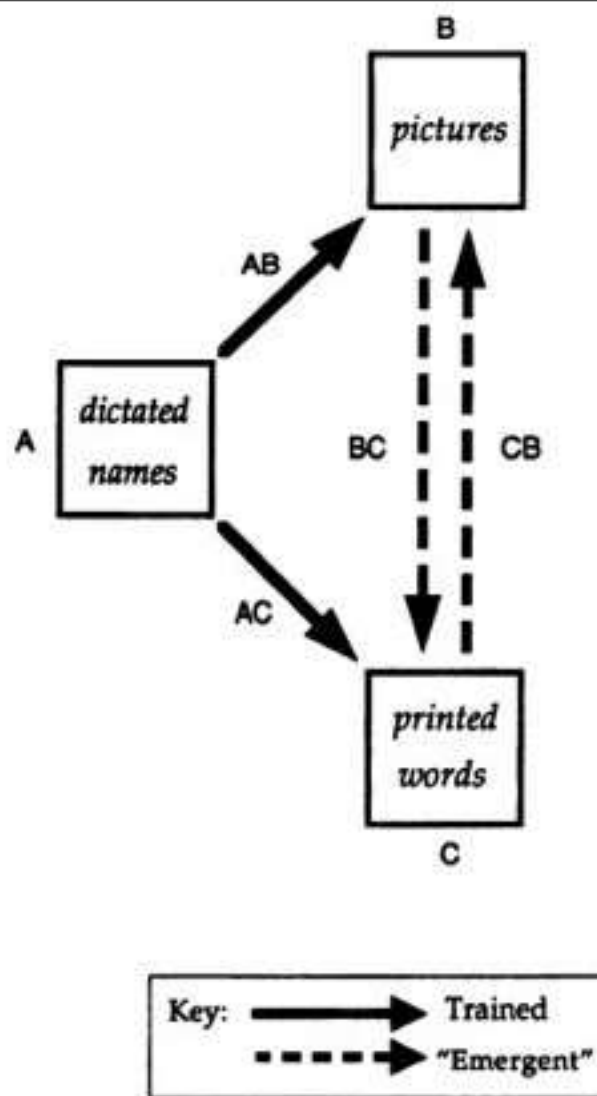 B
pictures
AB
A
dictated
names
BC
CB
AC
printed
words
C
Key:
Trained
"Emergent"